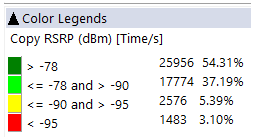 Color Legends
Copy RSRP (dBm) [Time/s]
> -78 25956 54.31%
<= -78 and > -90 17774 37.19%
<= -90 and > -95 2576 5.39%
< -95 1483 3.10%